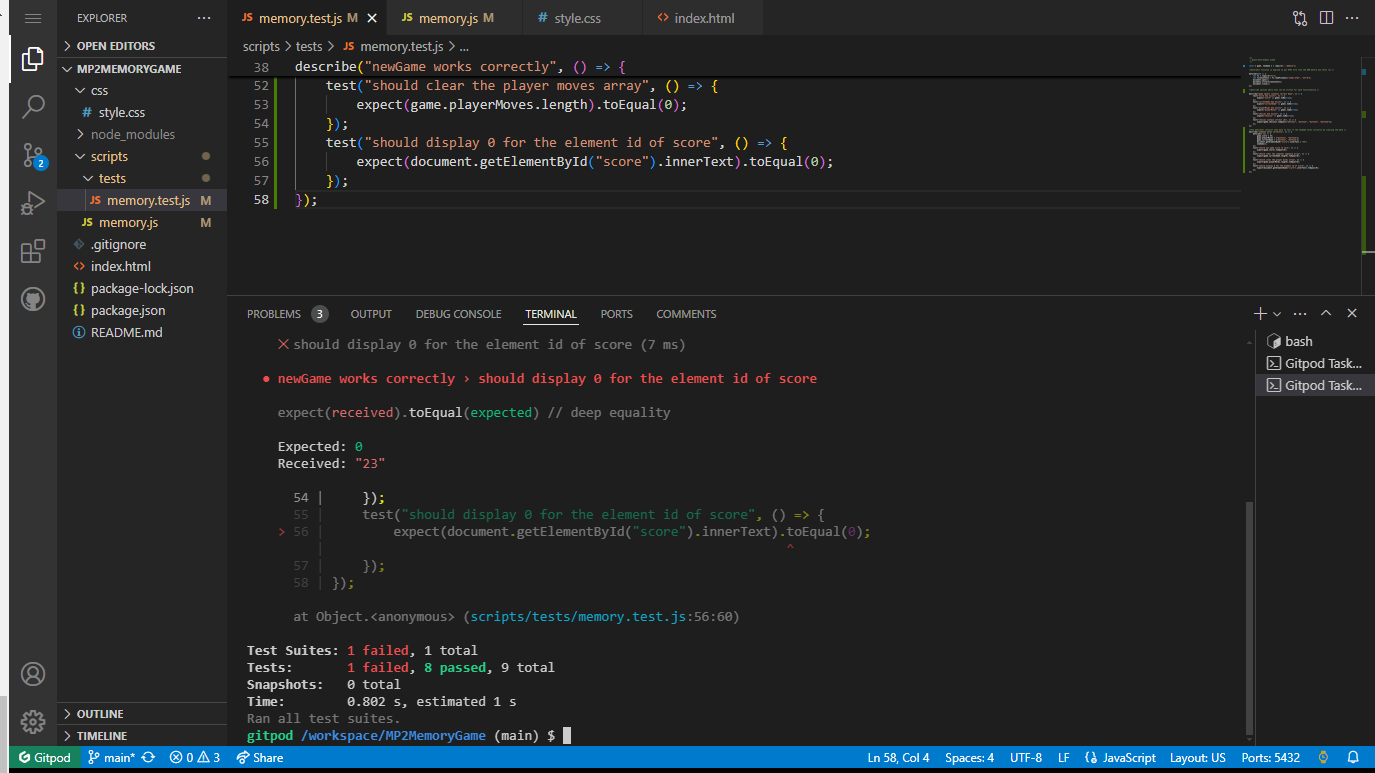 EXPLORER
OPEN EDITORS
MP2MEMORYGAME
css
# style.css
node_modules
scripts
tests
JS memory.test.js M
JS memory.js M
.gitignore
<> index.html
{} package-lock.json
{} package.json
README.md
OUTLINE
TIMELINE
2
JS memory.test.js M
JS memory.js M
# style.css
<> index.html
scripts > tests > JS memory.test.js > ...
38 describe("newGame works correctly", () => {
52 test("should clear the player moves array", () => {
53 expect(game.playerMoves.length).toEqual(0);
54 });
55 test("should display 0 for the element id of score", () => {
56 expect(document.getElementById("score").innerText).toEqual(0);
57 });
58 });
PROBLEMS 3 OUTPUT DEBUG CONSOLE TERMINAL PORTS COMMENTS
✕ should display 0 for the element id of score (7 ms)
● newGame works correctly › should display 0 for the element id of score
expect(received).toEqual(expected) // deep equality
Expected: 0
Received: "23"
54 | });
55 | test("should display 0 for the element id of score", () => {
> 56 | expect(document.getElementById("score").innerText).toEqual(0);
| ^
57 | });
58 | });
at Object.<anonymous> (scripts/tests/memory.test.js:56:60)
Test Suites: 1 failed, 1 total
Tests: 1 failed, 8 passed, 9 total
Snapshots: 0 total
Time: 0.802 s, estimated 1 s
Ran all test suites.
gitpod /workspace/MP2MemoryGame (main) $
bash
Gitpod Task...
Gitpod Task...
Gitpod main* 0 3 Share Ln 58, Col 4 Spaces: 4 UTF-8 LF {} JavaScript Layout: US Ports: 5432